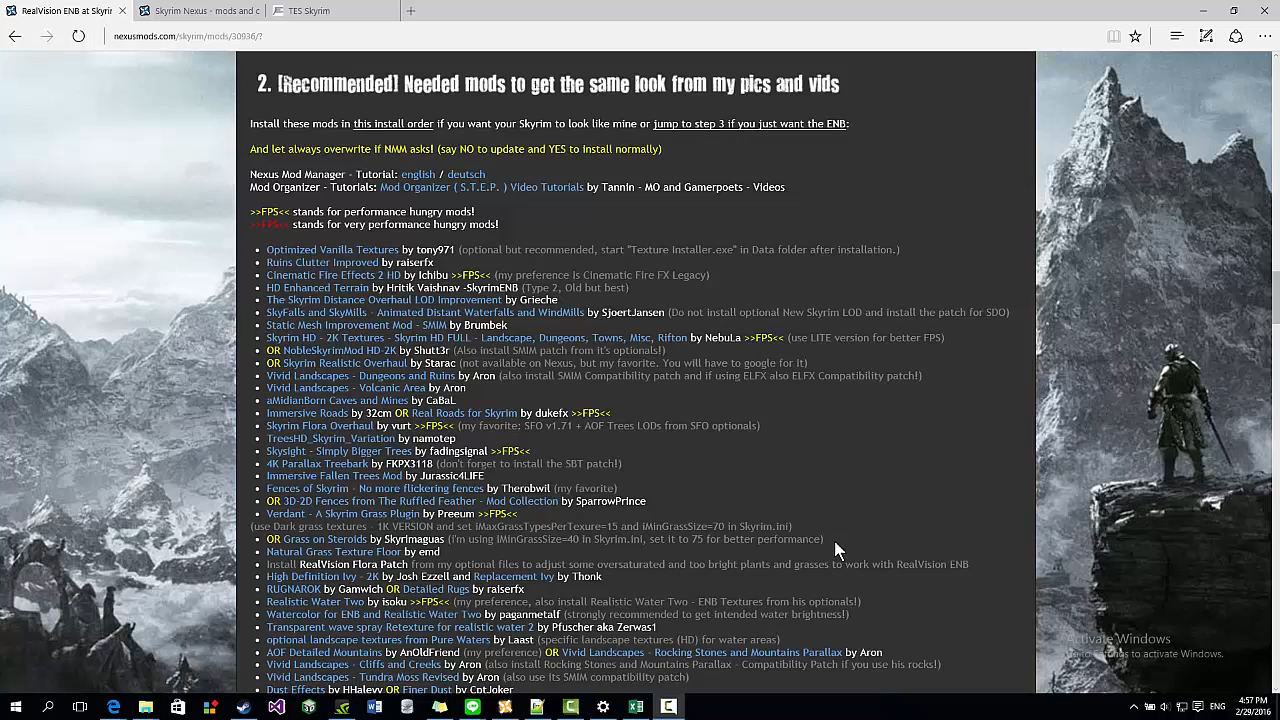 RealVision ENB at Skyrim
Skyrim Nexus - mods and c
TES Skyrim
nexusmods.com/skyrim/mods/30936/?
2. [Recommended] Needed mods to get the same look from my pics and vids
Install these mods in this install order if you want your Skyrim to look like mine or jump to step 3 if you just want the ENB:
And let always overwrite if NMM asks! (say NO to update and YES to install normally)
Nexus Mod Manager - Tutorial: english / deutsch
Mod Organizer - Tutorials: Mod Organizer ( S.T.E.P. ) Video Tutorials by Tannin - MO and Gamerpoets - Videos
>>FPS<< stands for performance hungry mods!
>>FPS<< stands for very performance hungry mods!
• Optimized Vanilla Textures by tony971 (optional but recommended, start "Texture Installer.exe" in Data folder after installation.)
• Ruins Clutter Improved by raiserfx
• Cinematic Fire Effects 2 HD by Ichibu >>FPS<< (my preference is Cinematic Fire FX Legacy)
• HD Enhanced Terrain by Hritik Vaishnav -SkyrimENB (Type 2, Old but best)
• The Skyrim Distance Overhaul LOD Improvement by Grieche
• SkyFalls and SkyMills - Animated Distant Waterfalls and WindMills by SjoertJansen (Do not install optional New Skyrim LOD and install the patch for SDO)
• Static Mesh Improvement Mod - SMIM by Brumbek
• Skyrim HD - 2K Textures - Skyrim HD FULL - Landscape, Dungeons, Towns, Misc, Rifton by NebuLa >>FPS<< (use LITE version for better FPS)
• OR NobleSkyrimMod HD-2K by Shutt3r (Also install SMIM patch from it's optionals!)
• OR Skyrim Realistic Overhaul by Starac (not available on Nexus, but my favorite. You will have to google for it)
• Vivid Landscapes - Dungeons and Ruins by Aron (also install SMIM Compatibility patch and if using ELFX also ELFX Compatibility patch!)
• Vivid Landscapes - Volcanic Area by Aron
• aMidianBorn Caves and Mines by CaBaL
• Immersive Roads by 32cm OR Real Roads for Skyrim by dukefx >>FPS<<
• Skyrim Flora Overhaul by vurt >>FPS<< (my favorite: SFO v1.71 + AOF Trees LODs from SFO optionals)
• TreesHD_Skyrim_Variation by namotep
• Skysight - Simply Bigger Trees by fadingsignal >>FPS<<
• 4K Parallax Treebark by FKPX3118 (don't forget to install the SBT patch!)
• Immersive Fallen Trees Mod by Jurassic4LIFE
• Fences of Skyrim - No more flickering fences by Therobwil (my favorite)
• OR 3D-2D Fences from The Ruffled Feather - Mod Collection by SparrowPrince
• Verdant - A Skyrim Grass Plugin by Preeum >>FPS<<
(use Dark grass textures - 1K VERSION and set iMaxGrassTypesPerTexure=15 and iMinGrassSize=70 in Skyrim.ini)
• OR Grass on Steroids by Skyrimaguas (I'm using iMinGrassSize=40 in Skyrim.ini, set it to 75 for better performance)
• Natural Grass Texture Floor by emd
• Install RealVision Flora Patch from my optional files to adjust some oversaturated and too bright plants and grasses to work with RealVision ENB
• High Definition Ivy - 2K by Josh Ezzell and Replacement Ivy by Thonk
• RUGNAROK by Gamwich OR Detailed Rugs by raiserfx
• Realistic Water Two by isoku >>FPS<< (my preference, also install Realistic Water Two - ENB Textures from his optionals!)
• Watercolor for ENB and Realistic Water Two by paganmetalf (strongly recommended to get intended water brightness!)
• Transparent wave spray Retexture for realistic water 2 by Pfuscher aka Zerwas1
• optional landscape textures from Pure Waters by Laast (specific landscape textures (HD) for water areas)
• AOF Detailed Mountains by AnOldFriend (my preference) OR Vivid Landscapes - Rocking Stones and Mountains Parallax by Aron
• Vivid Landscapes - Cliffs and Creeks by Aron (also install Rocking Stones and Mountains Parallax - Compatibility Patch if you use his rocks!)
• Vivid Landscapes - Tundra Moss Revised by Aron (also use its SMIM compatibility patch)
• Dust Effects by HHaleyy OR Finer Dust by CptJoker
Activate Windows
Go to Settings to activate Windows.
ENG
4:57 PM
2/29/2016